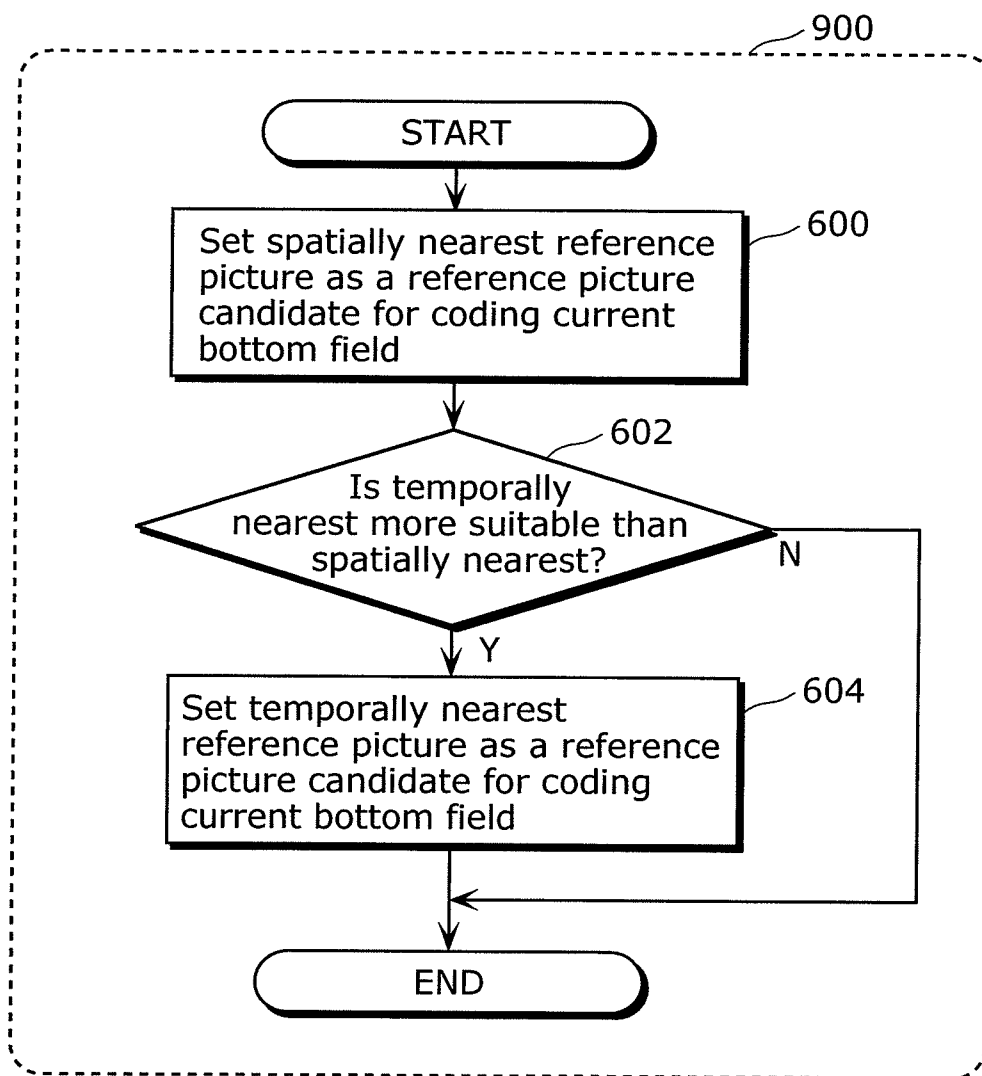 900
START
600
Set spatially nearest reference
picture as a reference picture
candidate for coding current
bottom field
602
Is temporally
nearest more suitable than
spatially nearest?
N
Y
604
Set temporally nearest
reference picture as a reference
picture candidate for coding
current bottom field
END